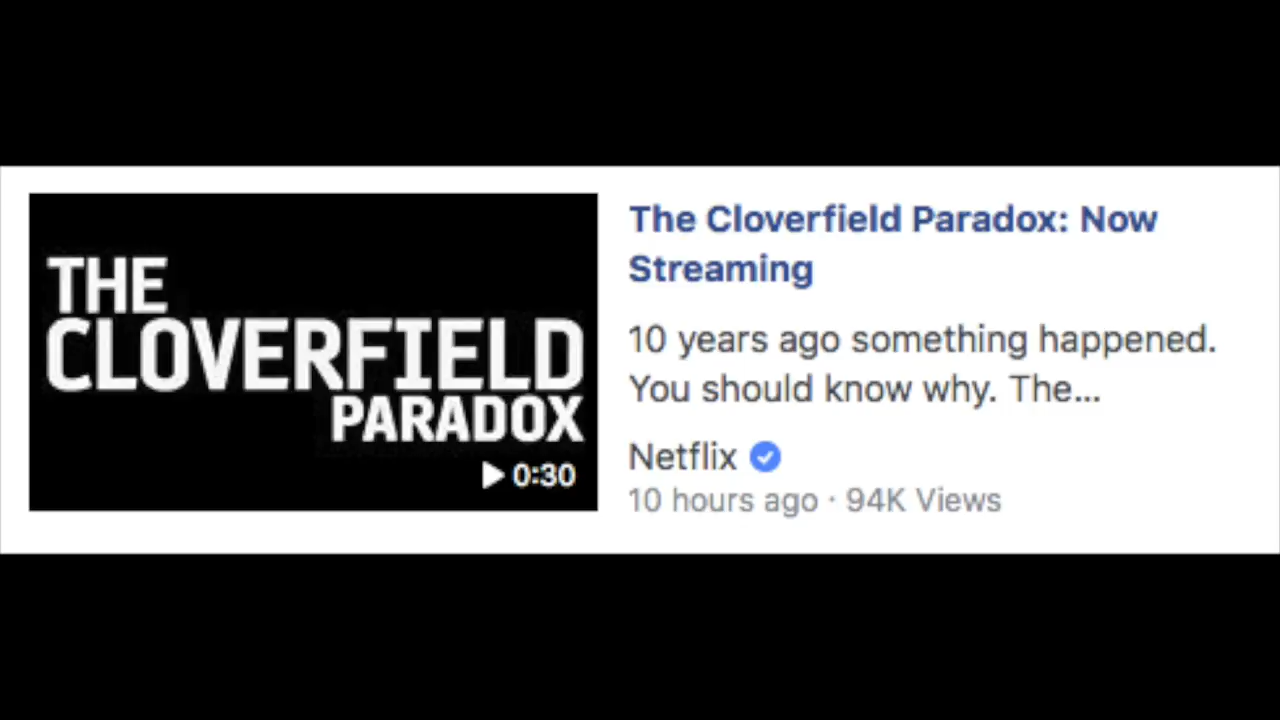 THE
CLOVERFIELD
PARADOX
0:30
The Cloverfield Paradox: Now
Streaming
10 years ago something happened.
You should know why. The...
Netflix
10 hours ago · 94K Views